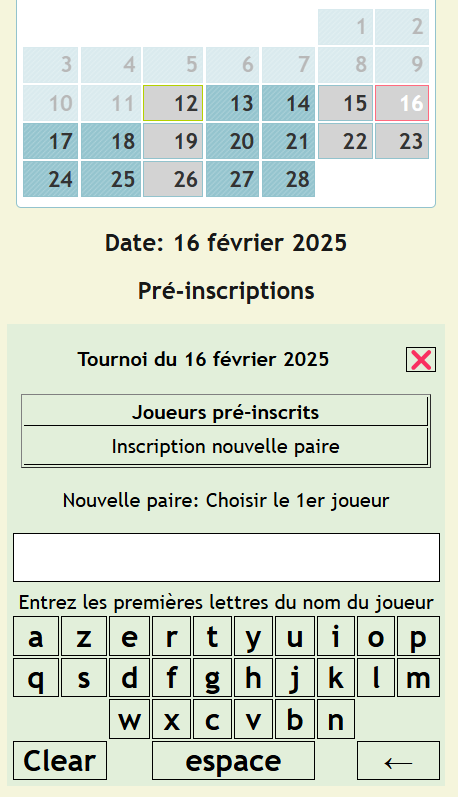 1 2
3 4 5 6 7 8 9
10 11 12 13 14 15 16
17 18 19 20 21 22 23
24 25 26 27 28
Date: 16 février 2025
Pré-inscriptions
Tournoi du 16 février 2025
Joueurs pré-inscrits
Inscription nouvelle paire
Nouvelle paire: Choisir le 1er joueur
Entrez les premières lettres du nom du joueur
a z e r t y u i o p
q s d f g h j k l m
w x c v b n
Clear espace ←